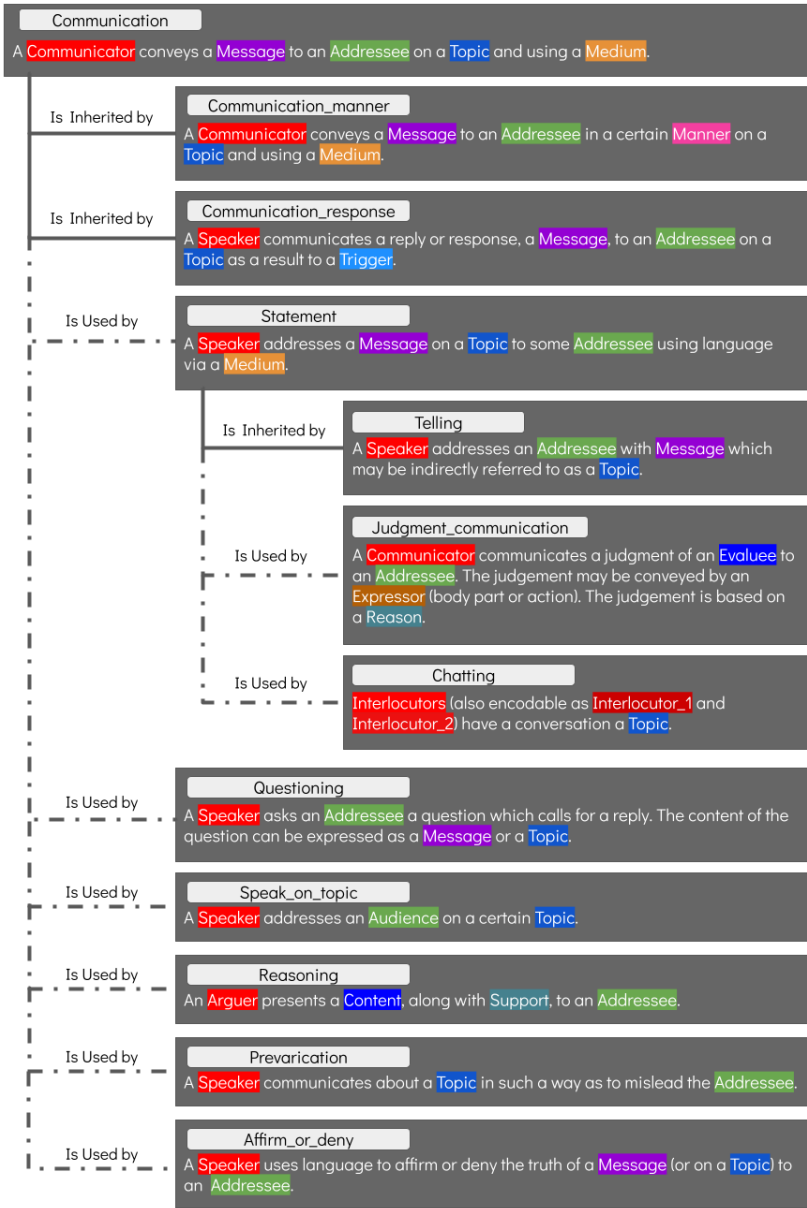 Communication
A Communicator conveys a Message to an Addressee on a Topic and using a Medium.
Is Inherited by
Communication_manner
A Communicator conveys a Message to an Addressee in a certain Manner on a
Topic and using a Medium.
Is Inherited by
Communication_response
A Speaker communicates a reply or response, a Message, to an Addressee on a
Topic as a result to a Trigger.
Is Used by
Statement
A Speaker addresses a Message on a Topic to some Addressee using language
via a Medium.
Is Inherited by
Telling
A Speaker addresses an Addressee with Message which
may be indirectly referred to as a Topic.
Is Used by
Judgment_communication
A Communicator communicates a judgment of an Evaluee to
an Addressee. The judgement may be conveyed by an
Expressor (body part or action). The judgement is based on
a Reason.
Is Used by
Chatting
Interlocutors (also encodable as Interlocutor_1 and
Interlocutor_2) have a conversation a Topic.
Is Used by
Questioning
A Speaker asks an Addressee a question which calls for a reply. The content of the
question can be expressed as a Message or a Topic.
Is Used by
Speak_on_topic
A Speaker addresses an Audience on a certain Topic.
Is Used by
Reasoning
An Arguer presents a Content, along with Support, to an Addressee.
Is Used by
Prevarication
A Speaker communicates about a Topic in such a way as to mislead the Addressee.
Is Used by
Affirm_or_deny
A Speaker uses language to affirm or deny the truth of a Message (or on a Topic) to
an Addressee.